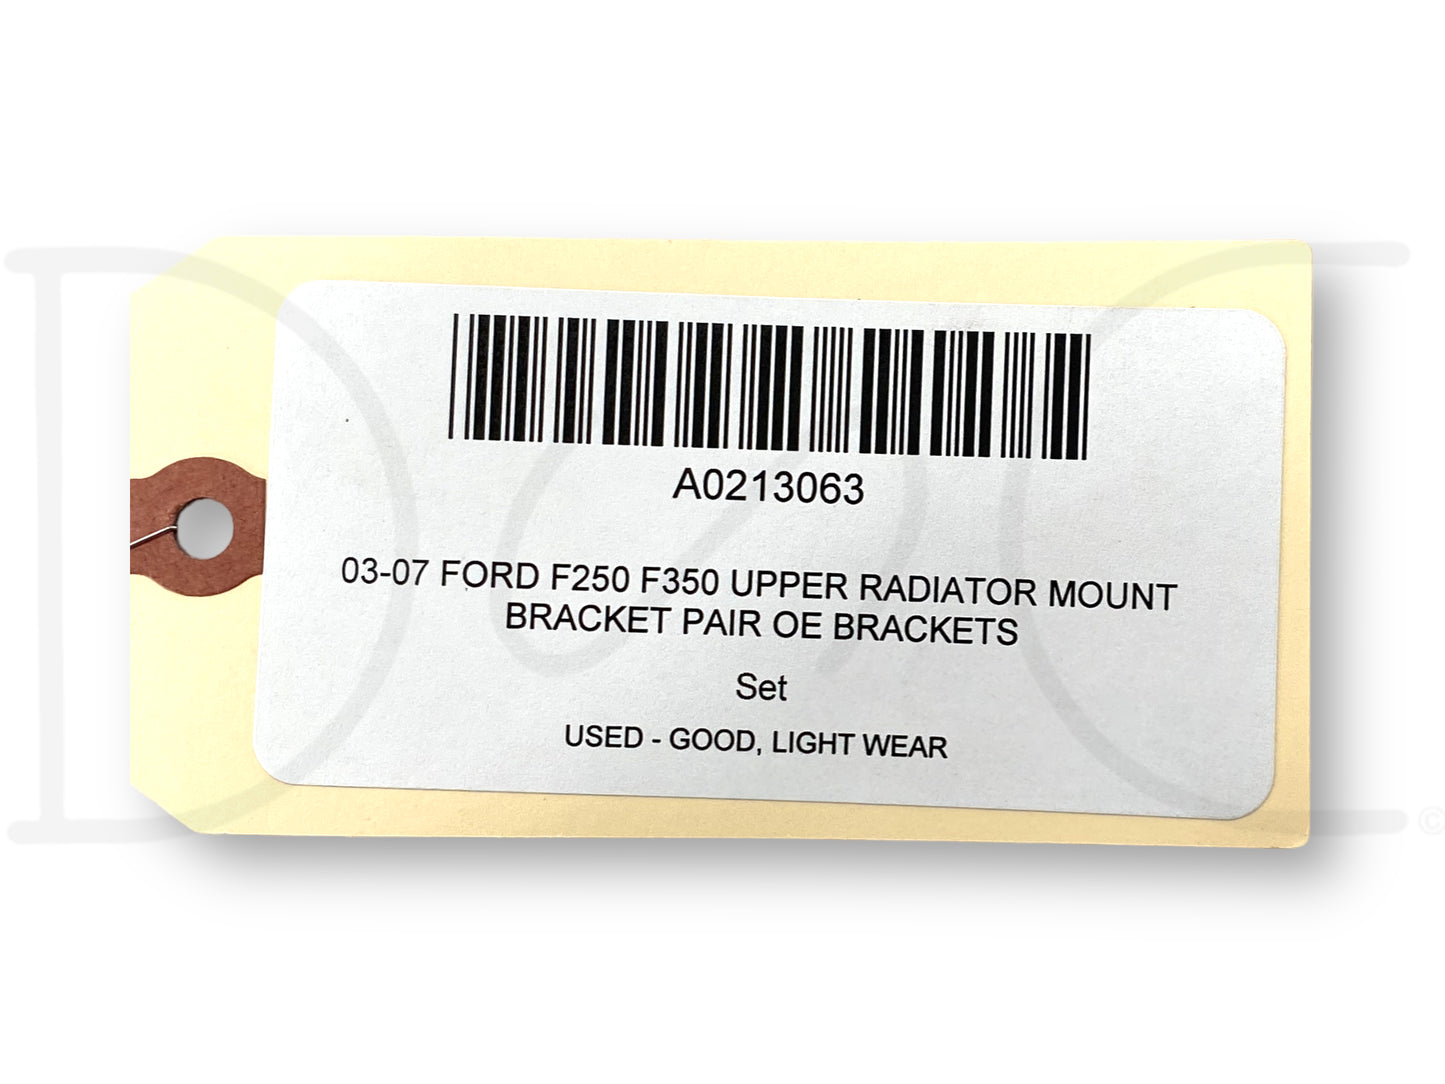 A0213063
03-07 FORD F250 F350 UPPER RADIATOR MOUNT
BRACKET PAIR OE BRACKETS
Set
USED - GOOD, LIGHT WEAR
©